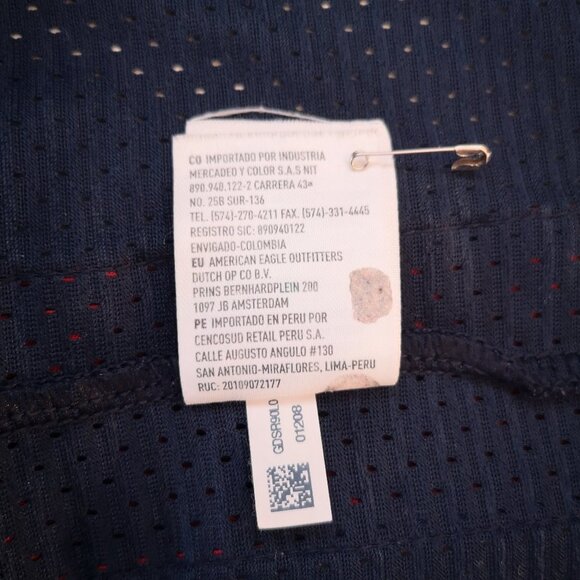 CO IMPORTADO POR INDUSTRIA
MERCADEO Y COLOR S.A.S NIT
890.940.122-2 CARRERA 43ª
NO. 25B SUR-136
TEL. (574)-270-4211 FAX. (574)-331-4445
REGISTRO SIC: 890940122
ENVIGADO-COLOMBIA
EU AMERICAN EAGLE OUTFITTERS
DUTCH OP CO B.V.
PRINS BERNHARDPLEIN 200
1097 JB AMSTERDAM
PE IMPORTADO EN PERU POR
CENCOSUD RETAIL PERU S.A.
CALLE AUGUSTO ANGULO #130
SAN ANTONIO-MIRAFLORES, LIMA-PERU
RUC: 20109072177
GDSR90L0
01208